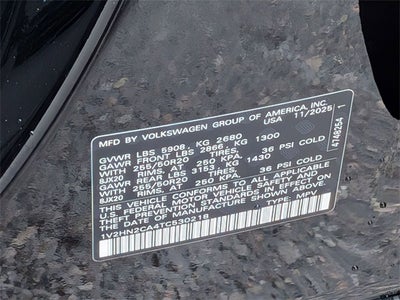 MFD BY VOLKSWAGEN GROUP OF AMERICA, INC.
USA 11/2025
GVWR LBS 5908, KG 2680
GAWR FRONT LBS 2866, KG 1300
WITH 255/50R20 TIRES,
8JX20 RIMS, AT 250 KPA, 36 PSI COLD
GAWR REAR LBS 3153, KG 1430
WITH 255/50R20 TIRES,
8JX20 RIMS, AT 250 KPA, 36 PSI COLD
THIS VEHICLE CONFORMS TO ALL APPLICABLE
FEDERAL MOTOR VEHICLE SAFETY AND
THEFT PREVENTION STANDARDS IN EFFECT ON
THE DATE OF MANUFACTURE SHOWN ABOVE.
1V2HN2CA4TC530218 TYPE: MPV
4748254 1